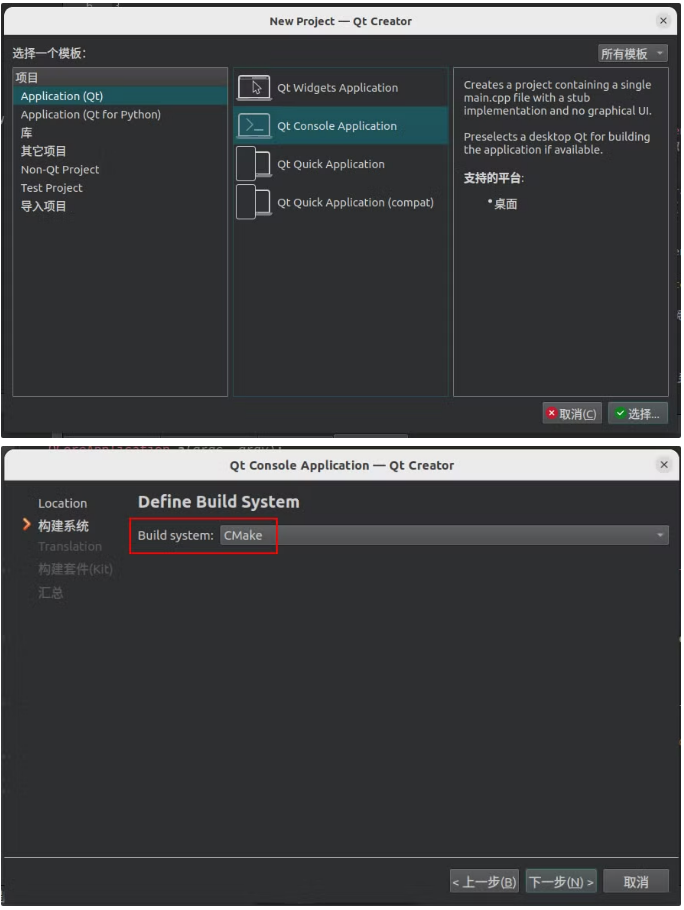 New Project — Qt Creator
选择一个模板:
所有模板
项目
Application (Qt)
Application (Qt for Python)
库
其它项目
Non-Qt Project
Test Project
导入项目
Qt Widgets Application
Qt Console Application
Qt Quick Application
Qt Quick Application (compat)
Creates a project containing a single
main.cpp file with a stub
implementation and no graphical UI.
Preselects a desktop Qt for building
the application if available.
支持的平台:
•桌面
取消(C)
选择...
Qt Console Application — Qt Creator
Location
构建系统
Translation
构建套件(Kit)
汇总
Define Build System
Build system: CMake
< 上一步(B)
下一步(N) >
取消